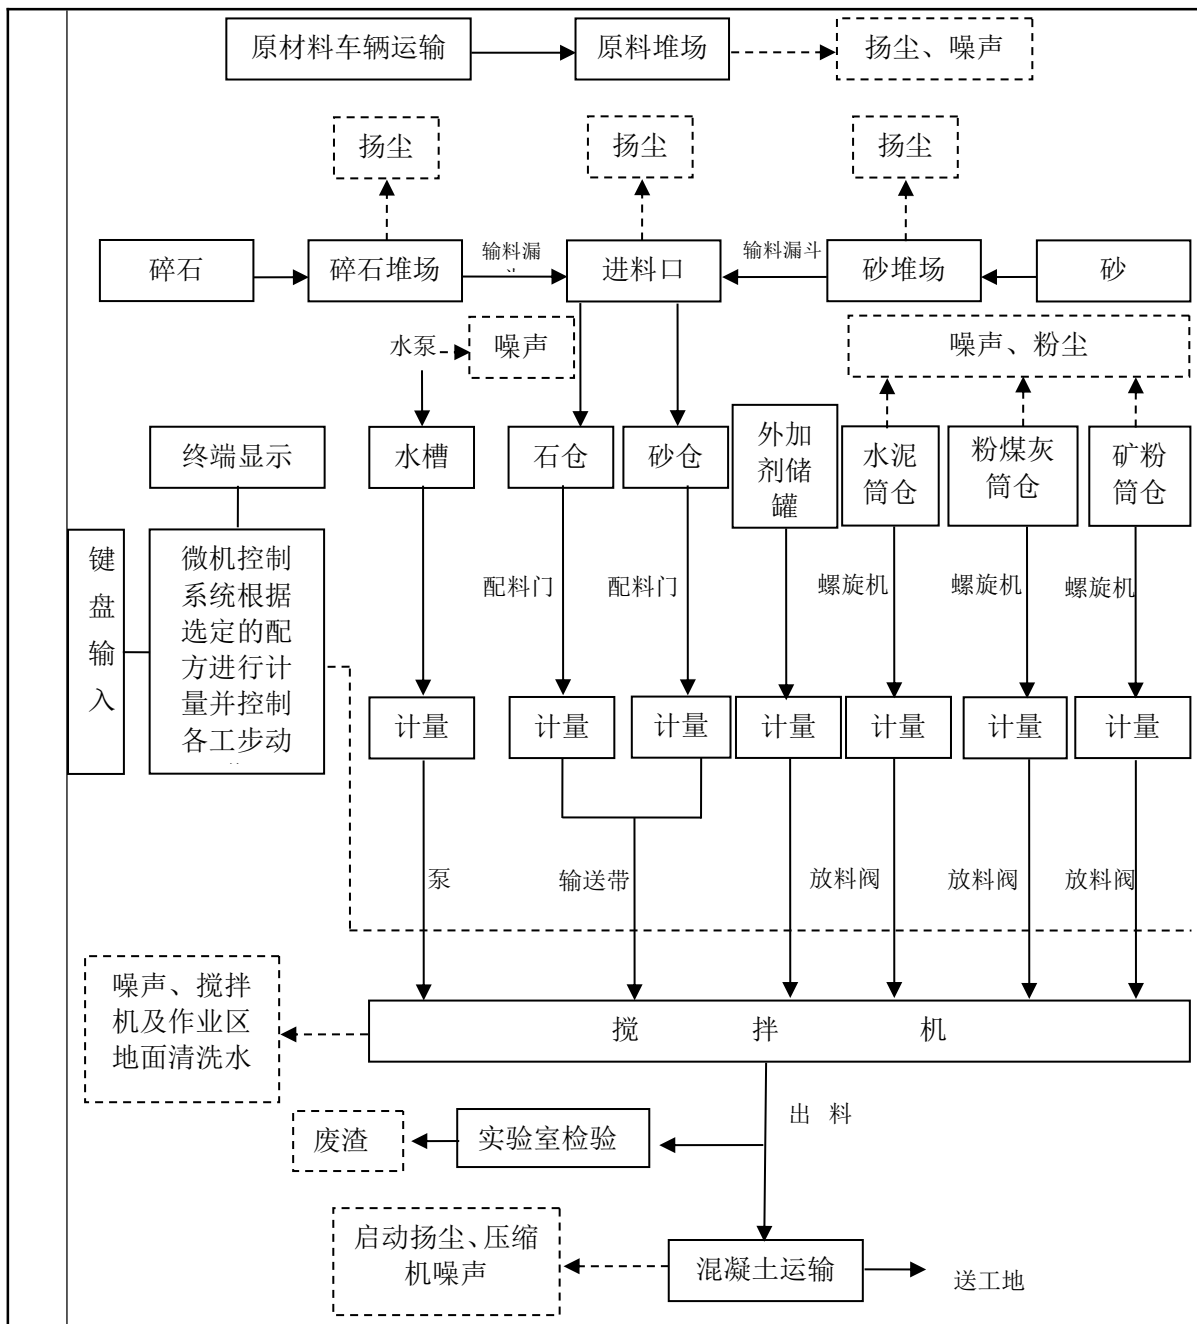 原材料车辆运输
原料堆场
扬尘、噪声
扬尘
扬尘
扬尘
碎石
碎石堆场
输料漏
进料口
输料漏斗
砂堆场
砂
水泵
噪声
噪声、粉尘
终端显示
水槽
石仓
砂仓
外加
剂储
罐
水泥
筒仓
粉煤灰
筒仓
矿粉
筒仓
键
盘
输
入
微机控制
系统根据
选定的配
方进行计
量并控制
各工步动
配料门
配料门
螺旋机
螺旋机
螺旋机
计量
计量
计量
计量
计量
计量
计量
泵
输送带
放料阀
放料阀
放料阀
噪声、搅拌
机及作业区
地面清洗水
搅 拌 机
出 料
废渣
实验室检验
启动扬尘、压缩
机噪声
混凝土运输
送工地